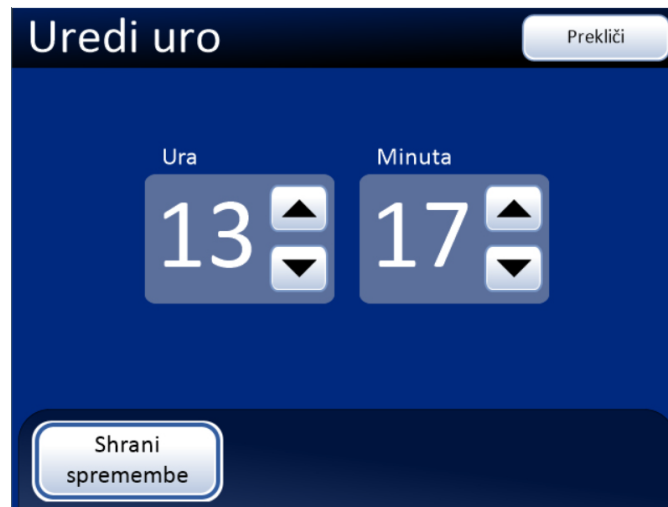 Uredi uro
Prekliči
Ura
Minuta
13
17
Shrani
spremembe